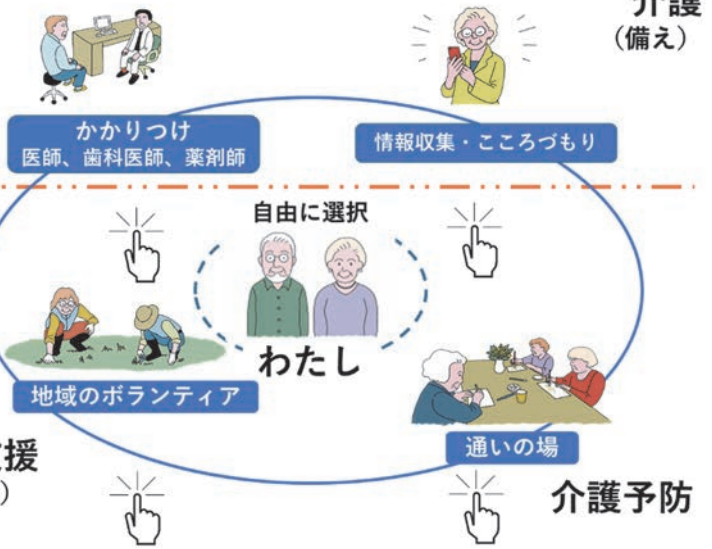 介護
（備え）
かかりつけ
医師、歯科医師、薬剤師
情報収集・こころづもり
自由に選択
わたし
地域のボランティア
通いの場
援
）
介護予防